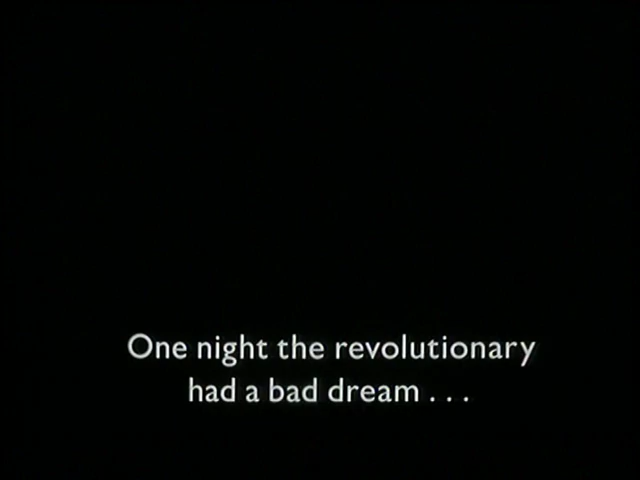 One night the revolutionary
had a bad dream . . .